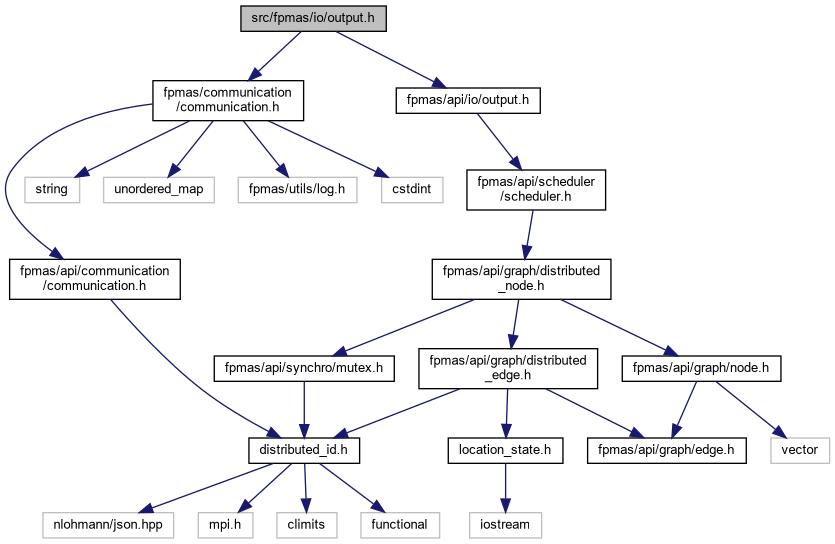 src/fpmas/io/output.h
fpmas/communication
/communication.h
fpmas/api/io/output.h
string
unordered_map
fpmas/utils/log.h
cstdint
fpmas/api/scheduler
/scheduler.h
fpmas/api/communication
/communication.h
fpmas/api/graph/distributed
_node.h
fpmas/api/synchro/mutex.h
fpmas/api/graph/distributed
_edge.h
fpmas/api/graph/node.h
distributed_id.h
location_state.h
fpmas/api/graph/edge.h
vector
nlohmann/json.hpp
mpi.h
climits
functional
iostream